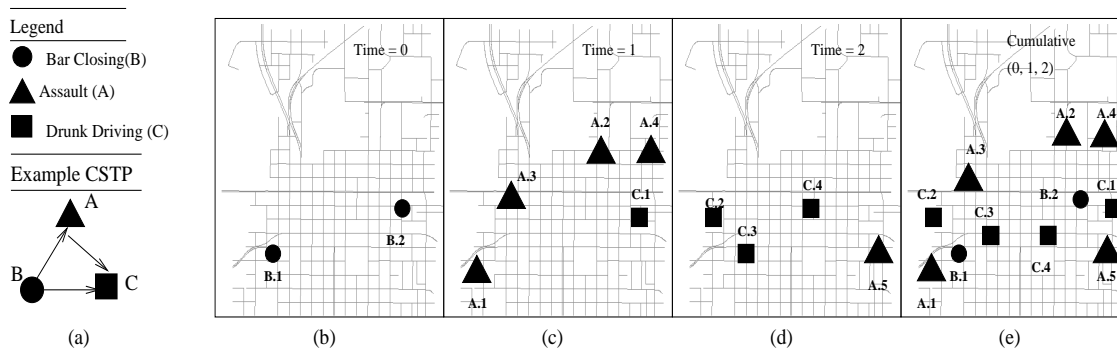 Legend
Bar Closing(B)
Assault (A)
Drunk Driving (C)
Example CSTP
A
B
C
(a)
Time = 0
B.2
B.1
(b)
Time = 1
A.2
A.4
A.3
C.1
A.1
(c)
Time = 2
C.4
C.2
C.3
A.5
(d)
Cumulative
(0, 1, 2)
A.2
A.4
A.3
C.2
B.2
C.1
C.3
B.1
C.4
A.5
A.1
(e)